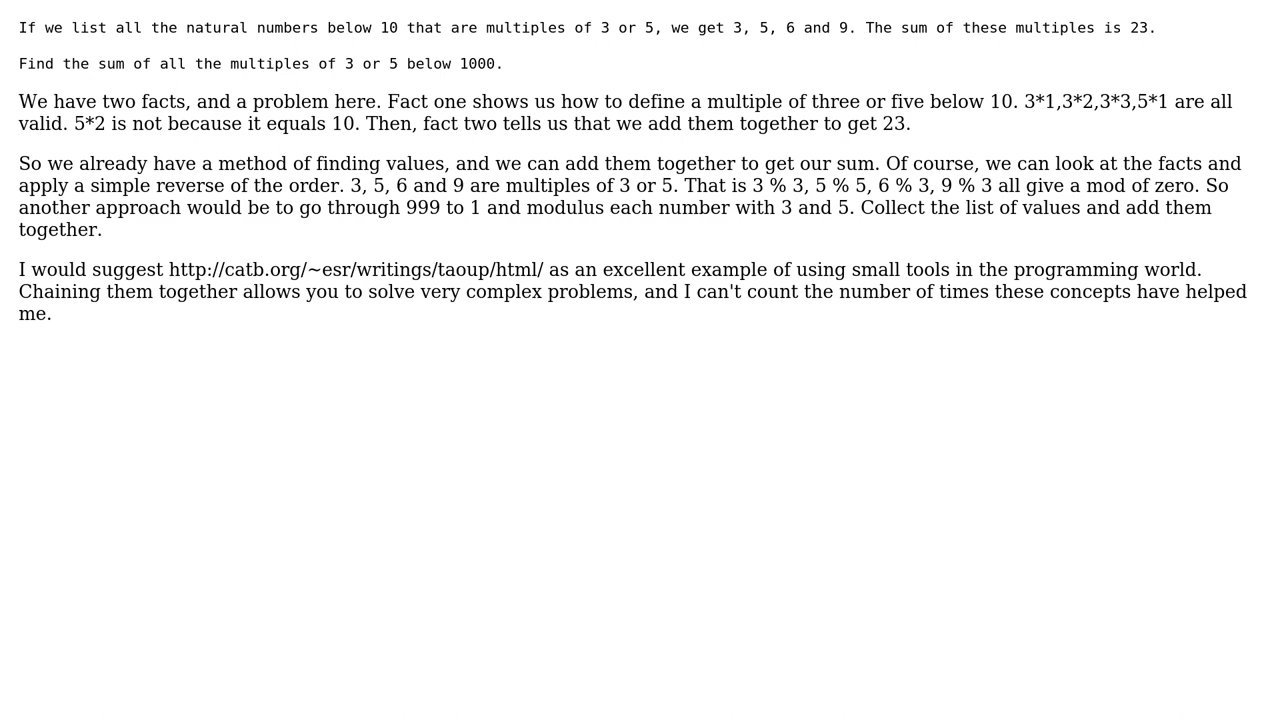 If we list all the natural numbers below 10 that are multiples of 3 or 5, we get 3, 5, 6 and 9. The sum of these multiples is 23.
Find the sum of all the multiples of 3 or 5 below 1000.
We have two facts, and a problem here. Fact one shows us how to define a multiple of three or five below 10. 3*1,3*2,3*3,5*1 are all
valid. 5*2 is not because it equals 10. Then, fact two tells us that we add them together to get 23.
So we already have a method of finding values, and we can add them together to get our sum. Of course, we can look at the facts and
apply a simple reverse of the order. 3, 5, 6 and 9 are multiples of 3 or 5. That is 3 % 3, 5 % 5, 6 % 3, 9 % 3 all give a mod of zero. So
another approach would be to go through 999 to 1 and modulus each number with 3 and 5. Collect the list of values and add them
together.
I would suggest http://catb.org/~esr/writings/taoup/html/ as an excellent example of using small tools in the programming world.
Chaining them together allows you to solve very complex problems, and I can't count the number of times these concepts have helped
me.